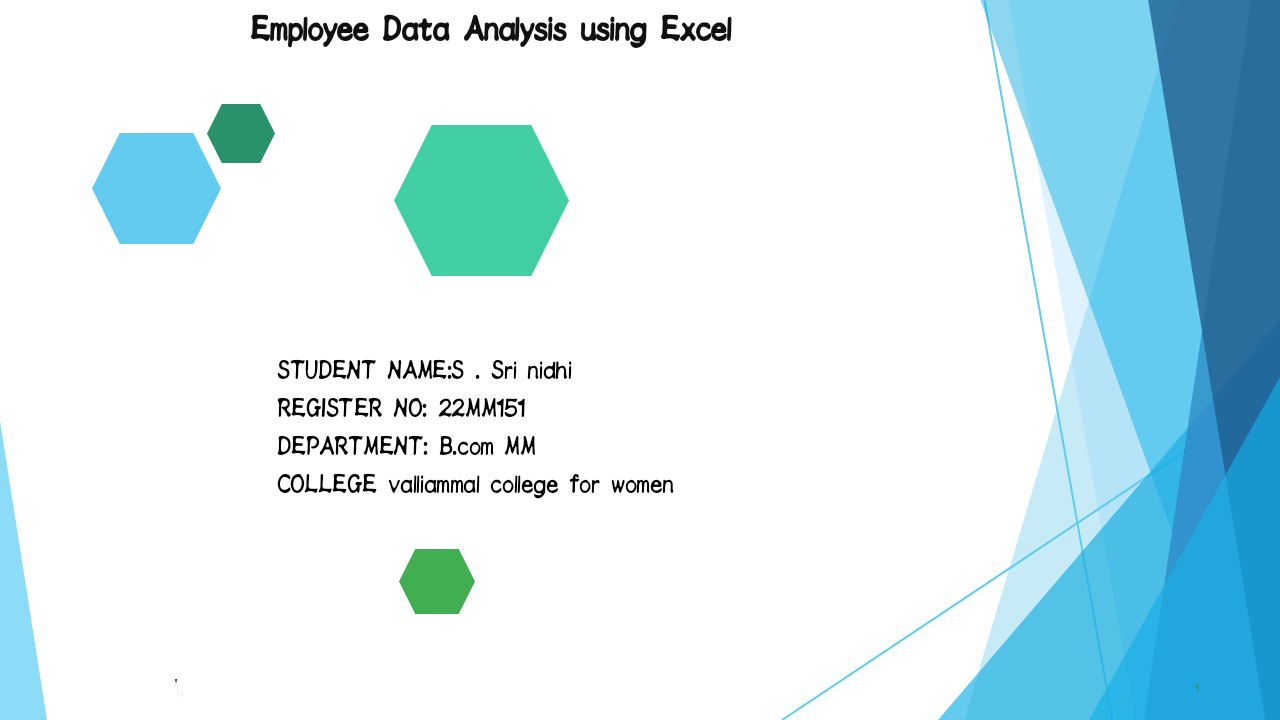 Employee Data Analysis using Excel
STUDENT NAME:S . Sri nidhi
REGISTER NO: 22MM151
DEPARTMENT: B.com MM
COLLEGE valliammal college for women
1